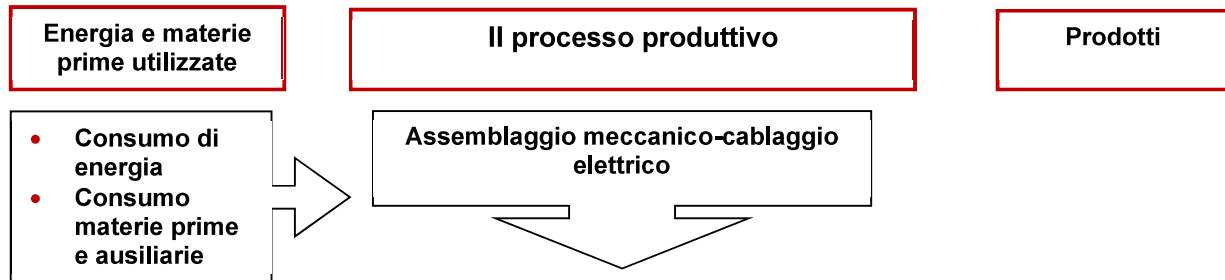 Energia e materie
prime utilizzate
Il processo produttivo
Prodotti
• Consumo di
energia
• Consumo
materie prime
e ausiliarie
Assemblaggio meccanico-cablaggio
elettrico